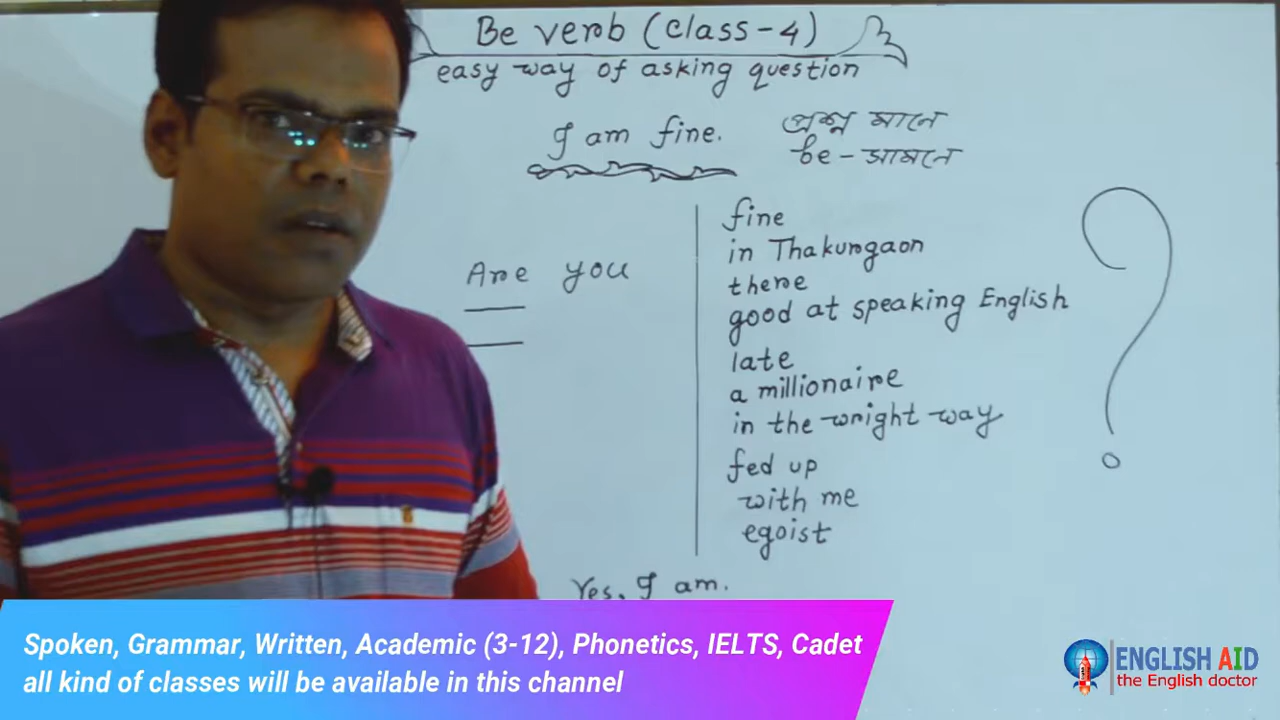 Be verb (class-4)
easy way of asking question
I am fine.
প্রশ্ন মানে
be - সামনে
Are you
fine
in Thakurgaon
there
good at speaking English
late
a millionaire
in the wright way
fed up
with me
egoist
?
Yes, I am.
Spoken, Grammar, Written, Academic (3-12), Phonetics, IELTS, Cadet
all kind of classes will be available in this channel
ENGLISH AID
the English doctor